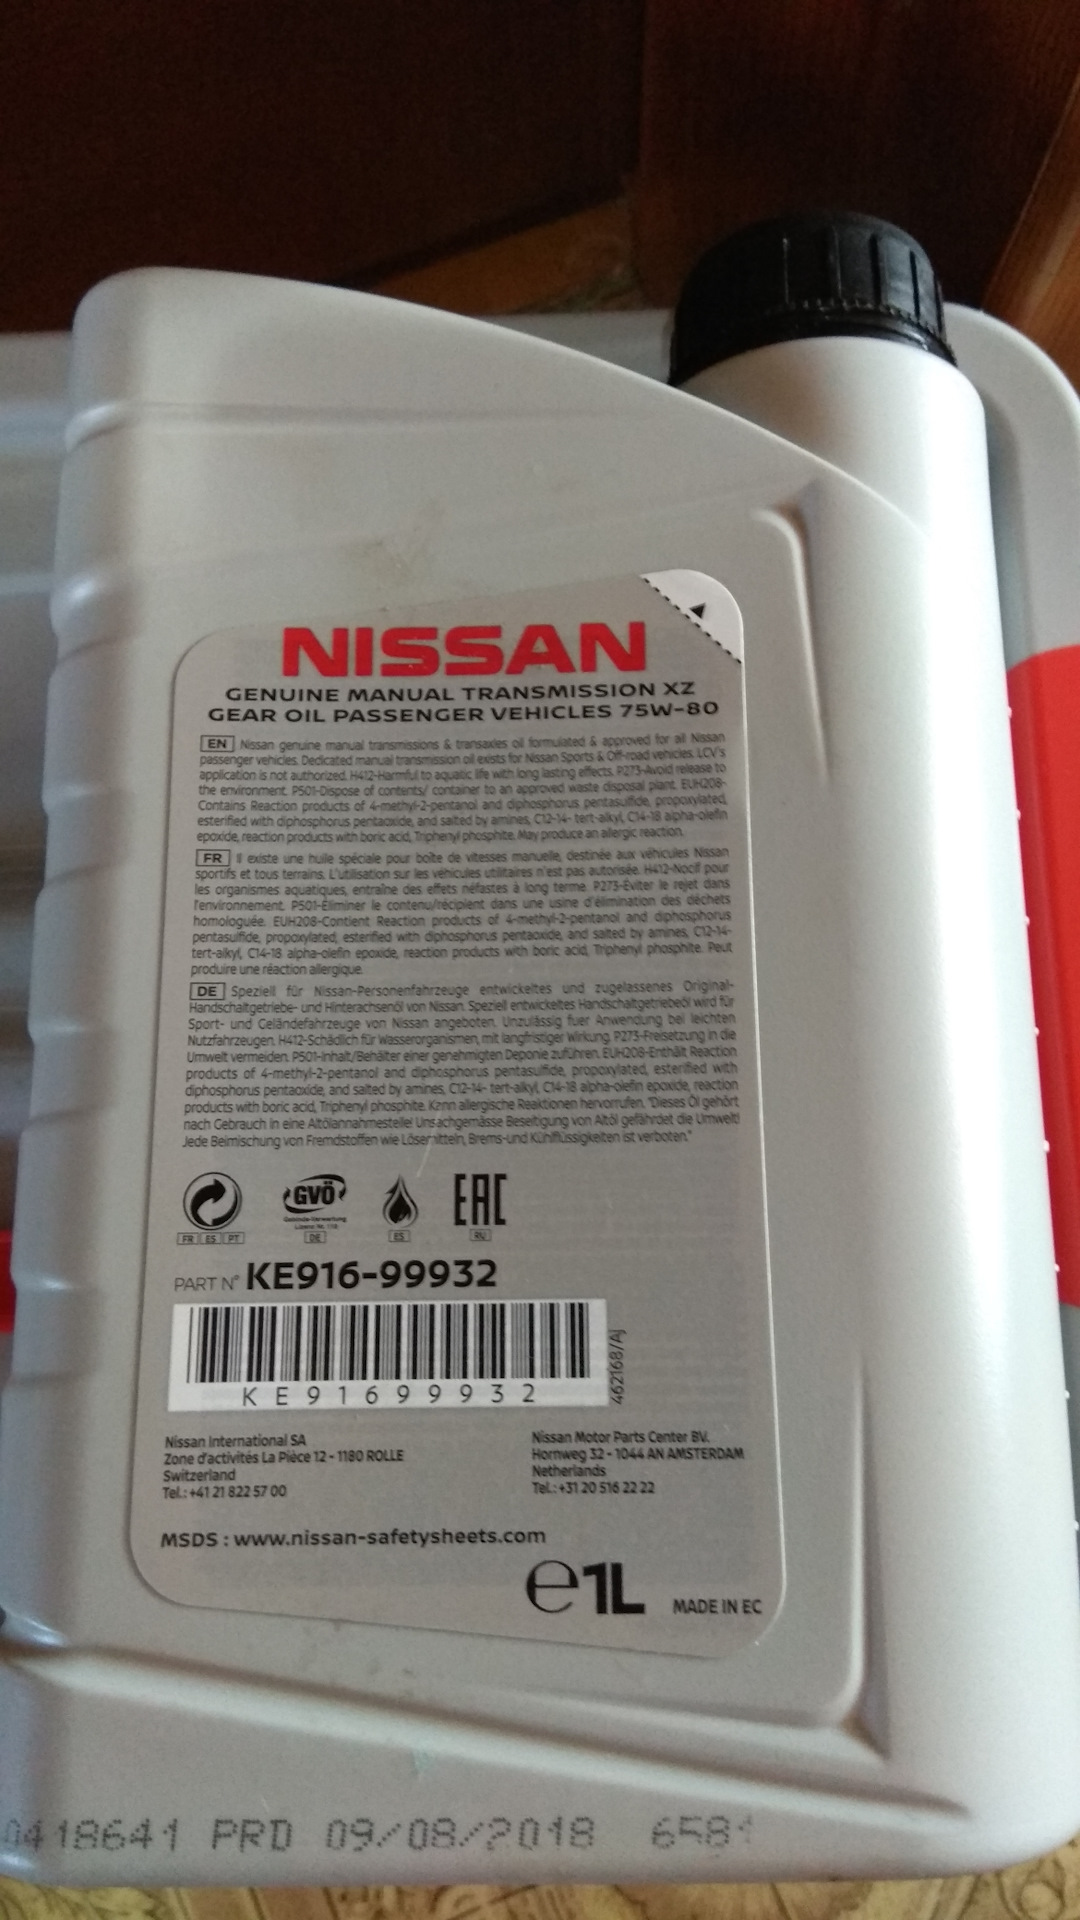 NISSAN
GENUINE MANUAL TRANSMISSION XZ
GEAR OIL PASSENGER VEHICLES 75W-80
EN Nissan genuine manual transmissions & transaxles oil formulated & approved for all Nissan
passenger vehicles. Dedicated manual transmission oil exists for Nissan Sports & Off-road vehicles. LCV's
application is not authorized. H412-Harmful to aquatic life with long lasting effects. P273-Avoid release to
the environment. P501-Dispose of contents/ container to an approved waste disposal plant. EUH208-
Contains Reaction products of 4-methyl-2-pentanol and diphosphorus pentasulfide, propoxylated,
esterified with diphosphorus pentaoxide, and salted by amines, C12-14- tert-alkyl, C14-18 alpha-olefin
epoxide, reaction products with boric acid, Triphenyl phosphite. May produce an allergic reaction.
FR Il existe une huile spéciale pour boîte de vitesses manuelle, destinée aux véhicules Nissan
sportifs et tous terrains. L'utilisation sur les véhicules utilitaires n'est pas autorisée. H412-Nocif pour
les organismes aquatiques, entraîne des effets néfastes à long terme. P273-Éviter le rejet dans
l'environnement. P501-Éliminer le contenu/récipient dans une usine d'élimination des déchets
homologuée. EUH208-Contient Reaction products of 4-methyl-2-pentanol and diphosphorus
pentasulfide, propoxylated, esterified with diphosphorus pentaoxide, and salted by amines, C12-14-
tert-alkyl, C14-18 alpha-olefin epoxide, reaction products with boric acid, Triphenyl phosphite. Peut
produire une réaction allergique.
DE Speziell für Nissan-Personenfahrzeuge entwickeltes und zugelassenes Original-
Handschaltgetriebe- und Hinterachsenöl von Nissan. Speziell entwickeltes Handschaltgetriebeöl wird für
Sport- und Geländefahrzeuge von Nissan angeboten. Unzulässig fuer Anwendung bei leichten
Nutzfahrzeugen. H412-Schädlich für Wasserorganismen, mit langfristiger Wirkung. P273-Freisetzung in die
Umwelt vermeiden. P501-Inhalt/Behälter einer genehmigten Deponie zuführen. EUH208-Enthält Reaction
products of 4-methyl-2-pentanol and diphosphorus pentasulfide, propoxylated, esterified with
diphosphorus pentaoxide, and salted by amines, C12-14- tert-alkyl, C14-18 alpha-olefin epoxide, reaction
products with boric acid, Triphenyl phosphite. Kann allergische Reaktionen hervorrufen. "Dieses Öl gehört
nach Gebrauch in eine Altölannahmestelle! Unsachgemässe Beseitigung von Altöl gefährdet die Umwelt!
Jede Beimischung von Fremdstoffen wie Lösemitteln, Brems-und Kühlflüssigkeiten ist verboten."
GVÖ EAC
Gebinde-Verwertung
Lizenz Nr. 118
FR ES PT DE ES RU
PART N° KE916-99932
KE91699932
462168/AJ
Nissan International SA
Zone d'activités La Pièce 12 - 1180 ROLLE
Switzerland
Tel.: +41 21 822 57 00
Nissan Motor Parts Center BV.
Hornweg 32 - 1044 AN AMSTERDAM
Netherlands
Tel.: +31 20 516 22 22
MSDS : www.nissan-safetysheets.com
e 1L MADE IN EC
0418641 PRD 09/08/2018 6581